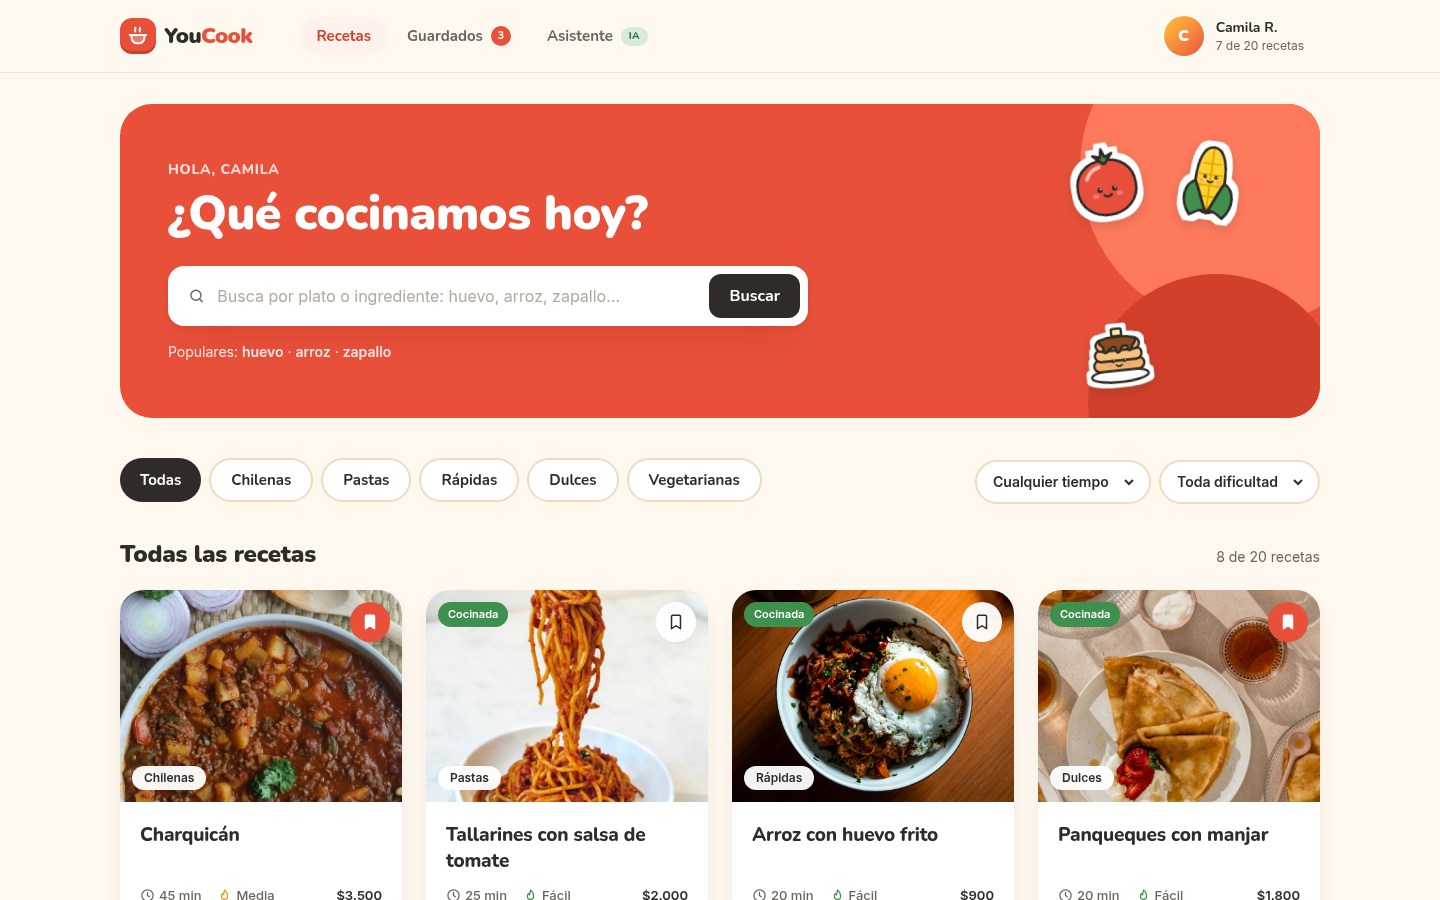 YouCook
Recetas
Guardados 3
Asistente IA
C
Camila R.
7 de 20 recetas
HOLA, CAMILA
¿Qué cocinamos hoy?
Busca por plato o ingrediente: huevo, arroz, zapallo...
Buscar
Populares: huevo · arroz · zapallo
Todas
Chilenas
Pastas
Rápidas
Dulces
Vegetarianas
Cualquier tiempo
Toda dificultad
Todas las recetas
8 de 20 recetas
Chilenas
Charquicán
45 min Media $3.500
Cocinada
Pastas
Tallarines con salsa de
tomate
25 min Fácil $2.000
Cocinada
Rápidas
Arroz con huevo frito
20 min Fácil $900
Cocinada
Dulces
Panqueques con manjar
20 min Fácil $1.800